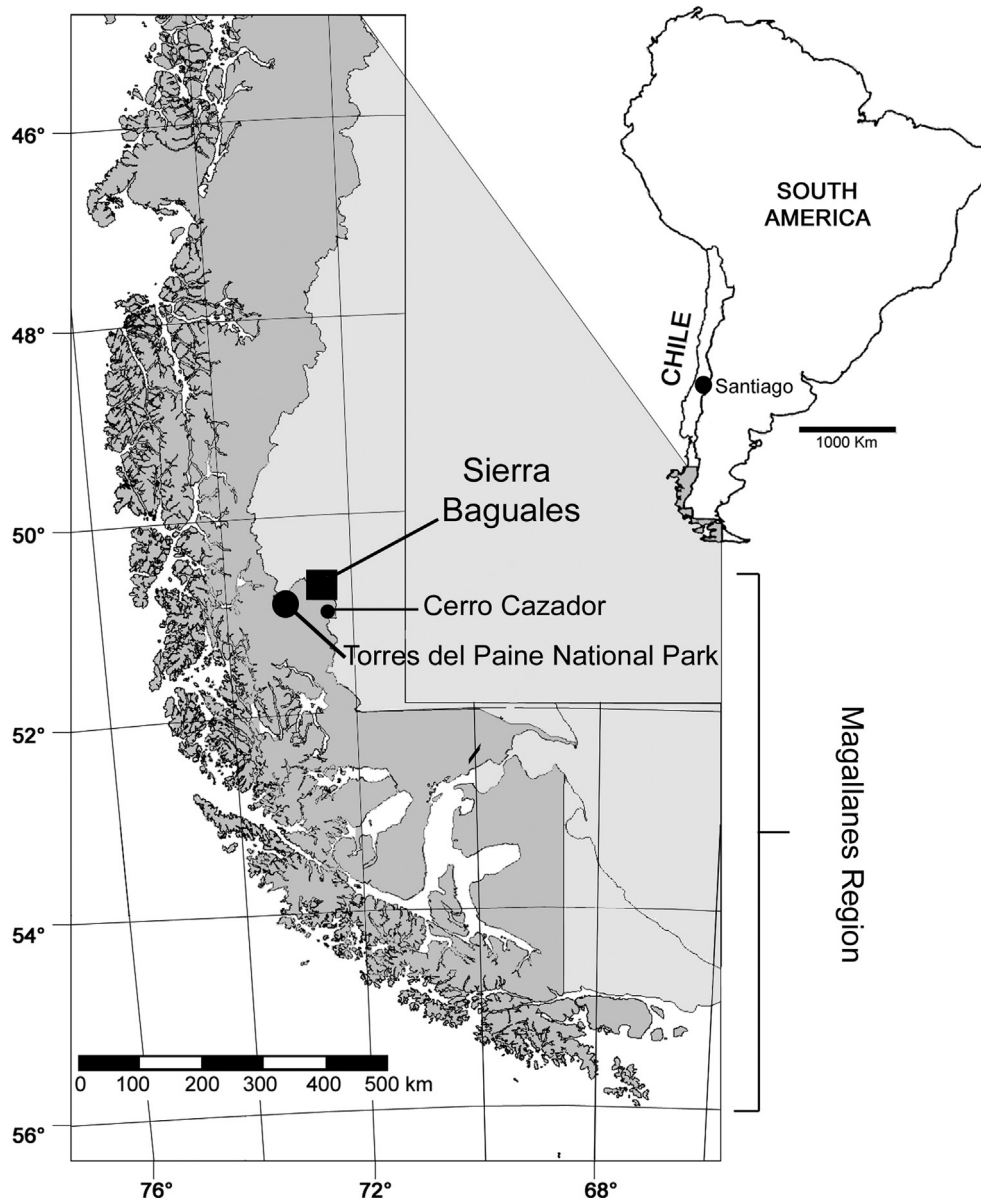 46°
48°
50°
52°
54°
56°
SOUTH
AMERICA
CHILE
Santiago
1000 Km
Sierra
Baguales
Cerro Cazador
Torres del Paine National Park
Magallanes Region
0 100 200 300 400 500 km
76° 72° 68°